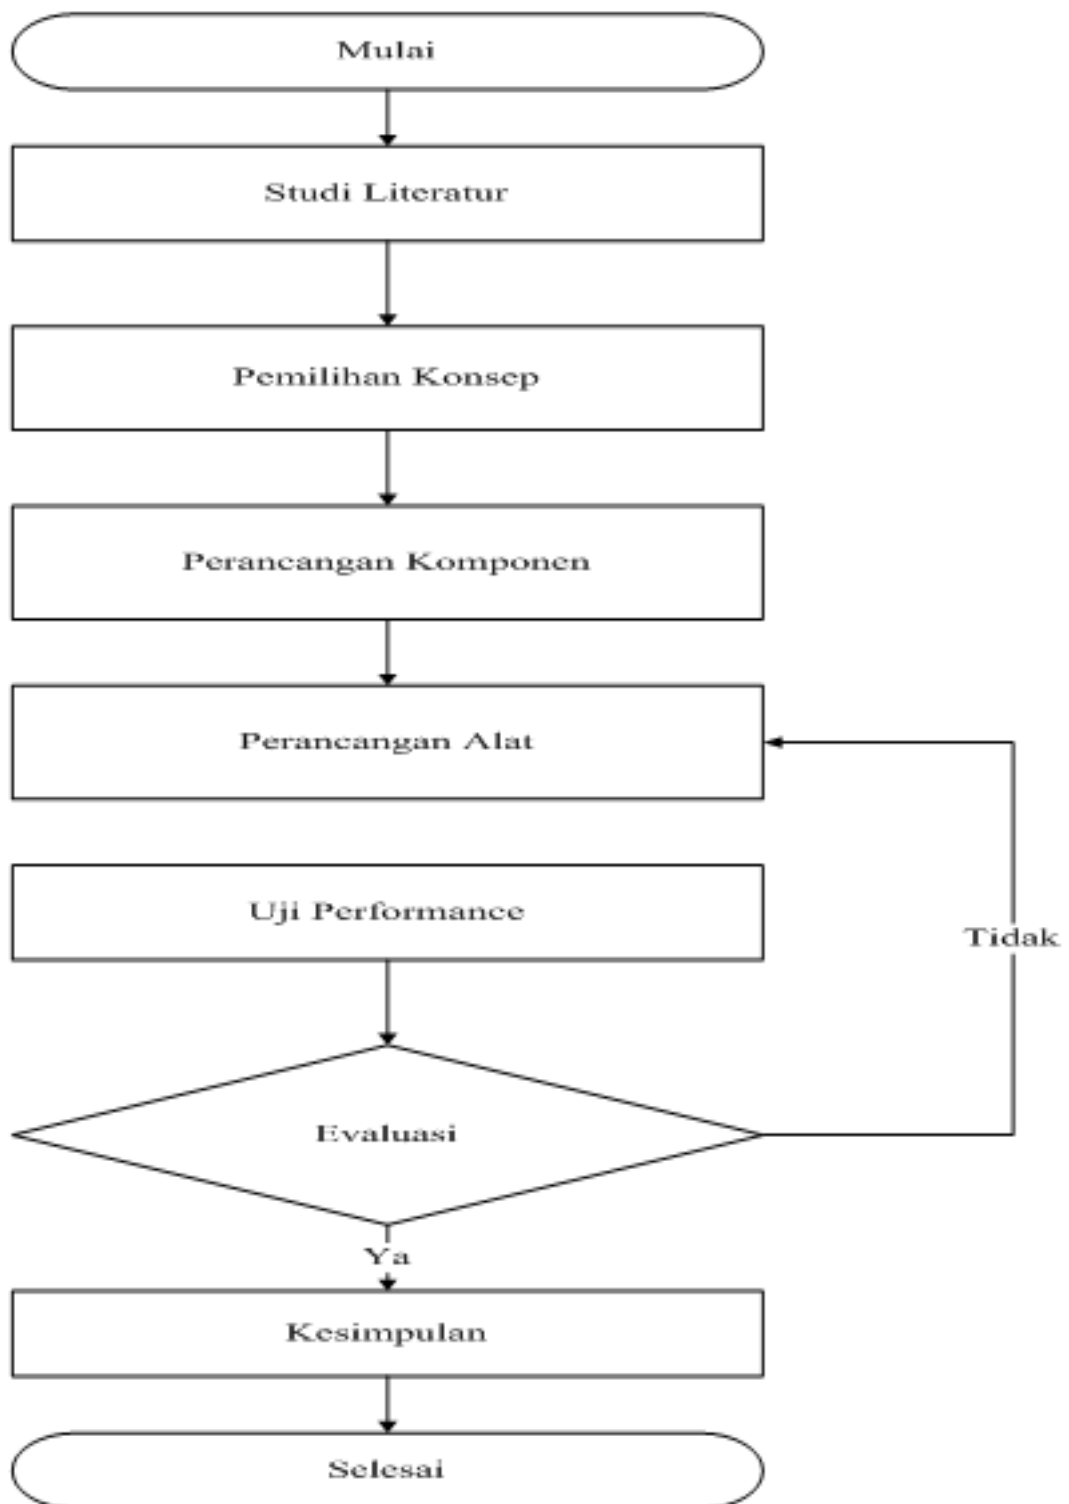 Mulai
Studi Literatur
Pemilihan Konsep
Perancangan Komponen
Perancangan Alat
Uji Performance
Tidak
Evaluasi
Ya
Kesimpulan
Selesai